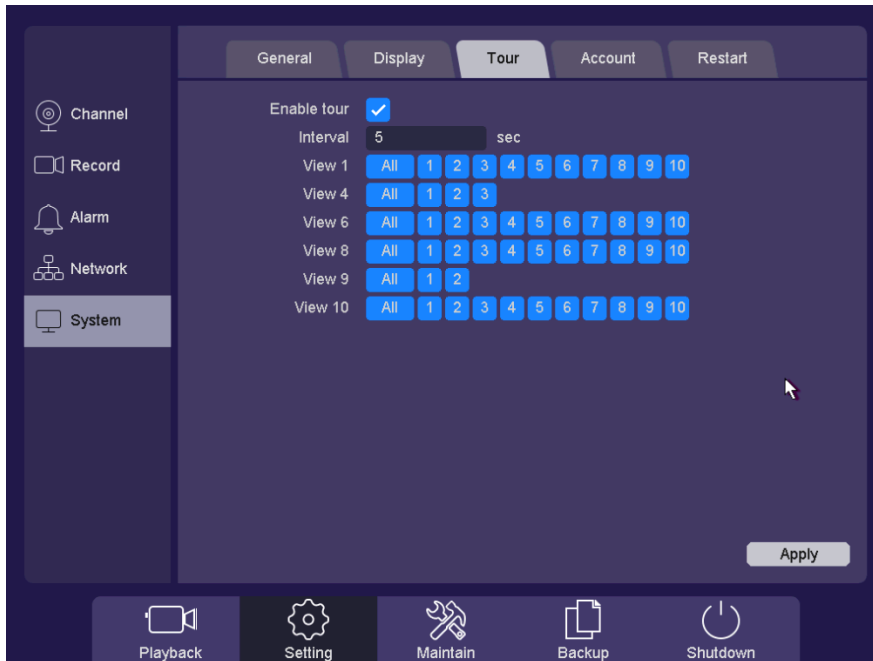 General Display Tour Account Restart
Channel
Record
Alarm
Network
System
Enable tour
Interval 5 sec
View 1 All 1 2 3 4 5 6 7 8 9 10
View 4 All 1 2 3
View 6 All 1 2 3 4 5 6 7 8 9 10
View 8 All 1 2 3 4 5 6 7 8 9 10
View 9 All 1 2
View 10 All 1 2 3 4 5 6 7 8 9 10
Apply
Playback Setting Maintain Backup Shutdown